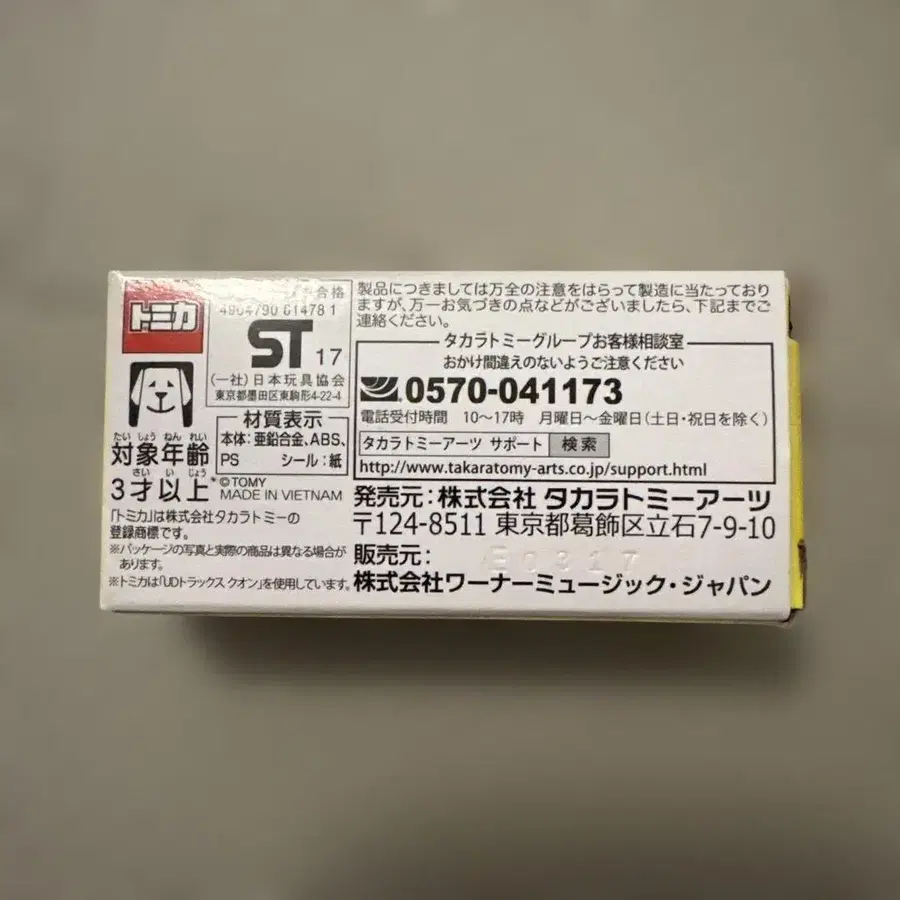 トミカ
合格
4904790 61478 1
ST 17
(一社)日本玩具協会
東京都墨田区東駒形4-22-4
たいしょうねんれい
対象年齢
さいいじょう
3才以上
材質表示
本体:亜鉛合金、ABS、
PS シール:紙
©TOMY
MADE IN VIETNAM
「トミカ」は株式会社タカラトミーの
登録商標です。
※パッケージの写真と実際の商品は異なる場合が
あります。
※トミカは「UDトラックス クオン」を使用しています。
製品につきましては万全の注意をはらって製造に当たっており
ますが、万一お気づきの点などがございましたら、下記までご
連絡ください。
タカラトミーグループお客様相談室
おかけ間違えのないようご注意ください
0570-041173
電話受付時間 10〜17時 月曜日〜金曜日(土日・祝日を除く)
タカラトミーアーツ サポート 検索
http://www.takaratomy-arts.co.jp/support.html
発売元:株式会社 タカラトミーアーツ
〒124-8511 東京都葛飾区立石7-9-10
販売元:
株式会社ワーナーミュージック・ジャパン